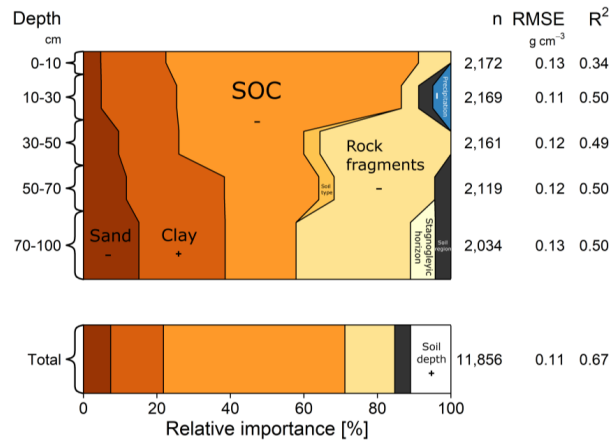 Depth n RMSE R²
cm g cm⁻³
0-10 2,172 0.13 0.34
Precipitation
-
10-30 SOC 2,169 0.11 0.50
-
30-50 2,161 0.12 0.49
Rock
fragments
-
50-70 Soil 2,119 0.12 0.50
type
70-100 Sand Clay Stagnogleyic Soil 2,034 0.13 0.50
- + horizon region
Total Soil 11,856 0.11 0.67
depth
+
0 20 40 60 80 100
Relative importance [%]